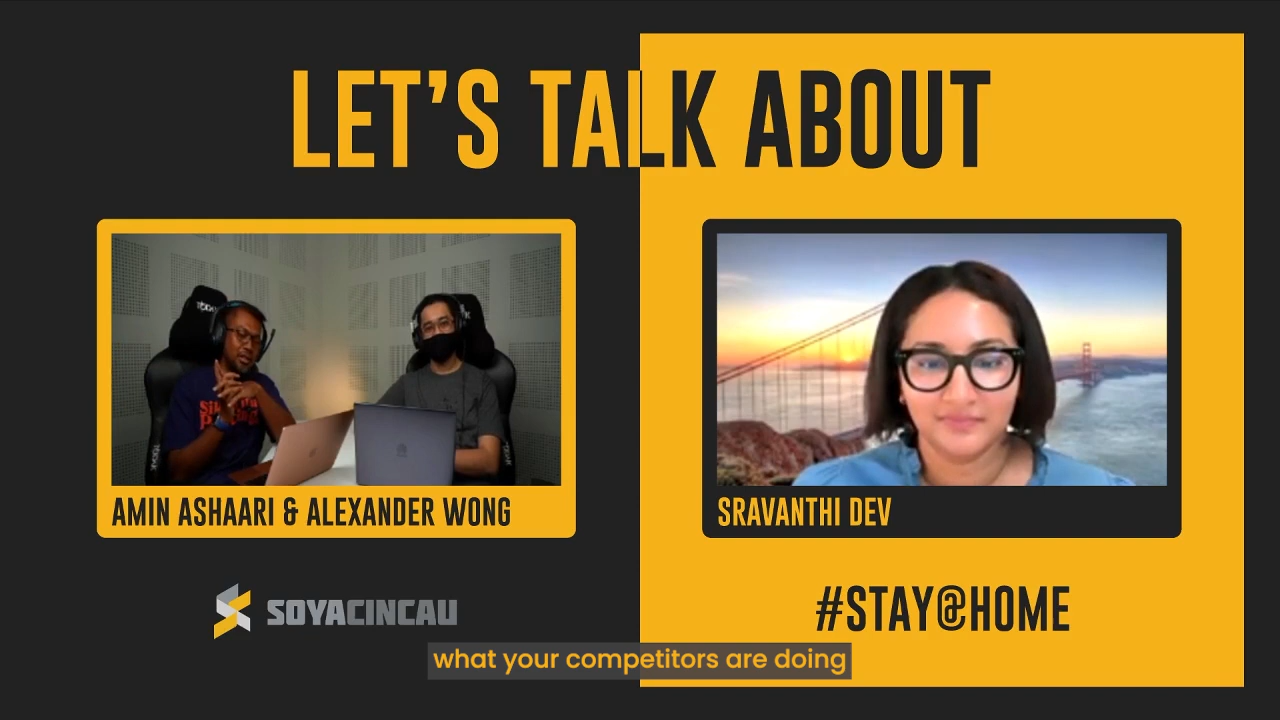 LET'S TALK ABOUT
AMIN ASHAARI & ALEXANDER WONG
SRAVANTHI DEV
SOYACINCAU
#STAY@HOME
what your competitors are doing